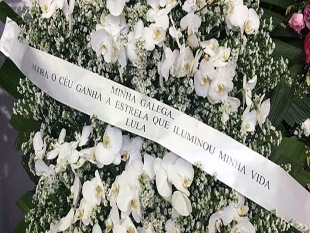 MINHA GALEGA,
AGORA O CÉU GANHA A ESTRELA QUE ILUMINOU MINHA VIDA
LULA